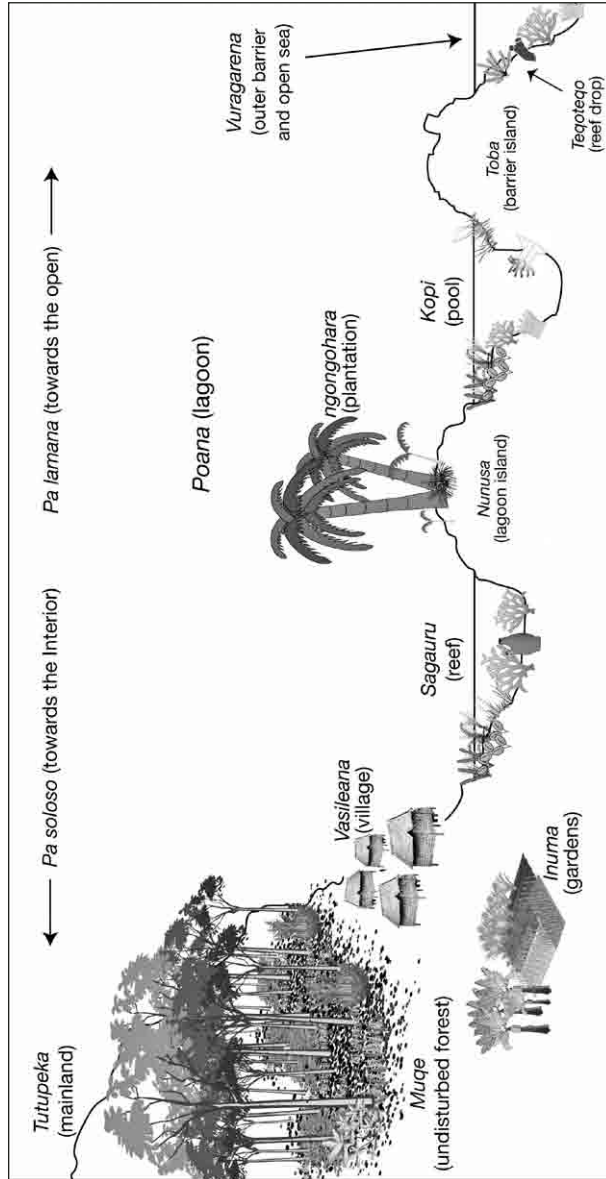 Tutupeka
(mainland)
Pa soloso (towards the Interior)
Pa lamana (towards the open)
Vuragarena
(outer barrier
and open sea)
Poana (lagoon)
ngongohara
(plantation)
Vasileana
(village)
Sagauru
(reef)
Nunusa
(lagoon island)
Kopi
(pool)
Toba
(barrier island)
Teqoteqo
(reef drop)
Muqe
(undisturbed forest)
Inuma
(gardens)